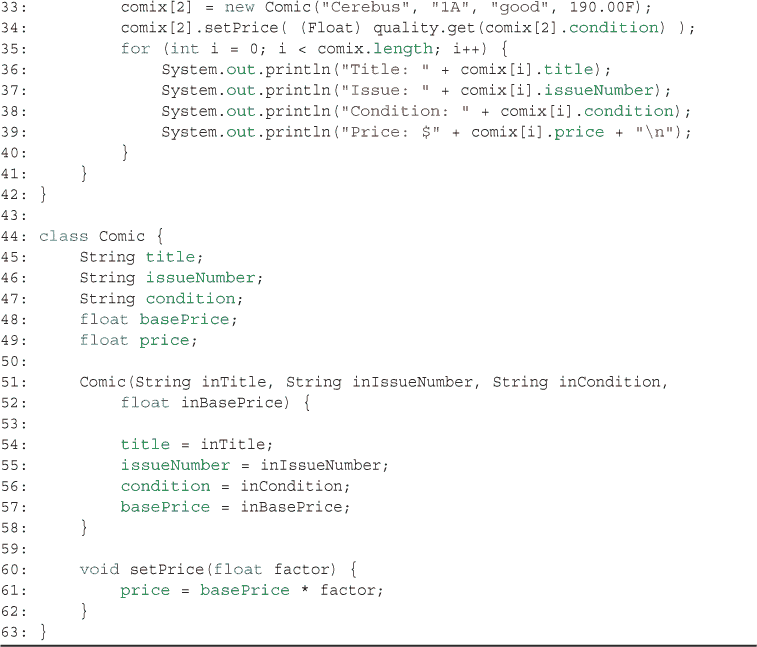 33:         comix[2] = new Comic("Cerebus", "1A", "good", 190.00F);
34:         comix[2].setPrice( (Float) quality.get(comix[2].condition) );
35:         for (int i = 0; i < comix.length; i++) {
36:             System.out.println("Title: " + comix[i].title);
37:             System.out.println("Issue: " + comix[i].issueNumber);
38:             System.out.println("Condition: " + comix[i].condition);
39:             System.out.println("Price: $" + comix[i].price + "\n");
40:         }
41:     }
42: }
43:
44: class Comic {
45:     String title;
46:     String issueNumber;
47:     String condition;
48:     float basePrice;
49:     float price;
50:
51:     Comic(String inTitle, String inIssueNumber, String inCondition,
52:         float inBasePrice) {
53:
54:         title = inTitle;
55:         issueNumber = inIssueNumber;
56:         condition = inCondition;
57:         basePrice = inBasePrice;
58:     }
59:
60:     void setPrice(float factor) {
61:         price = basePrice * factor;
62:     }
63: }